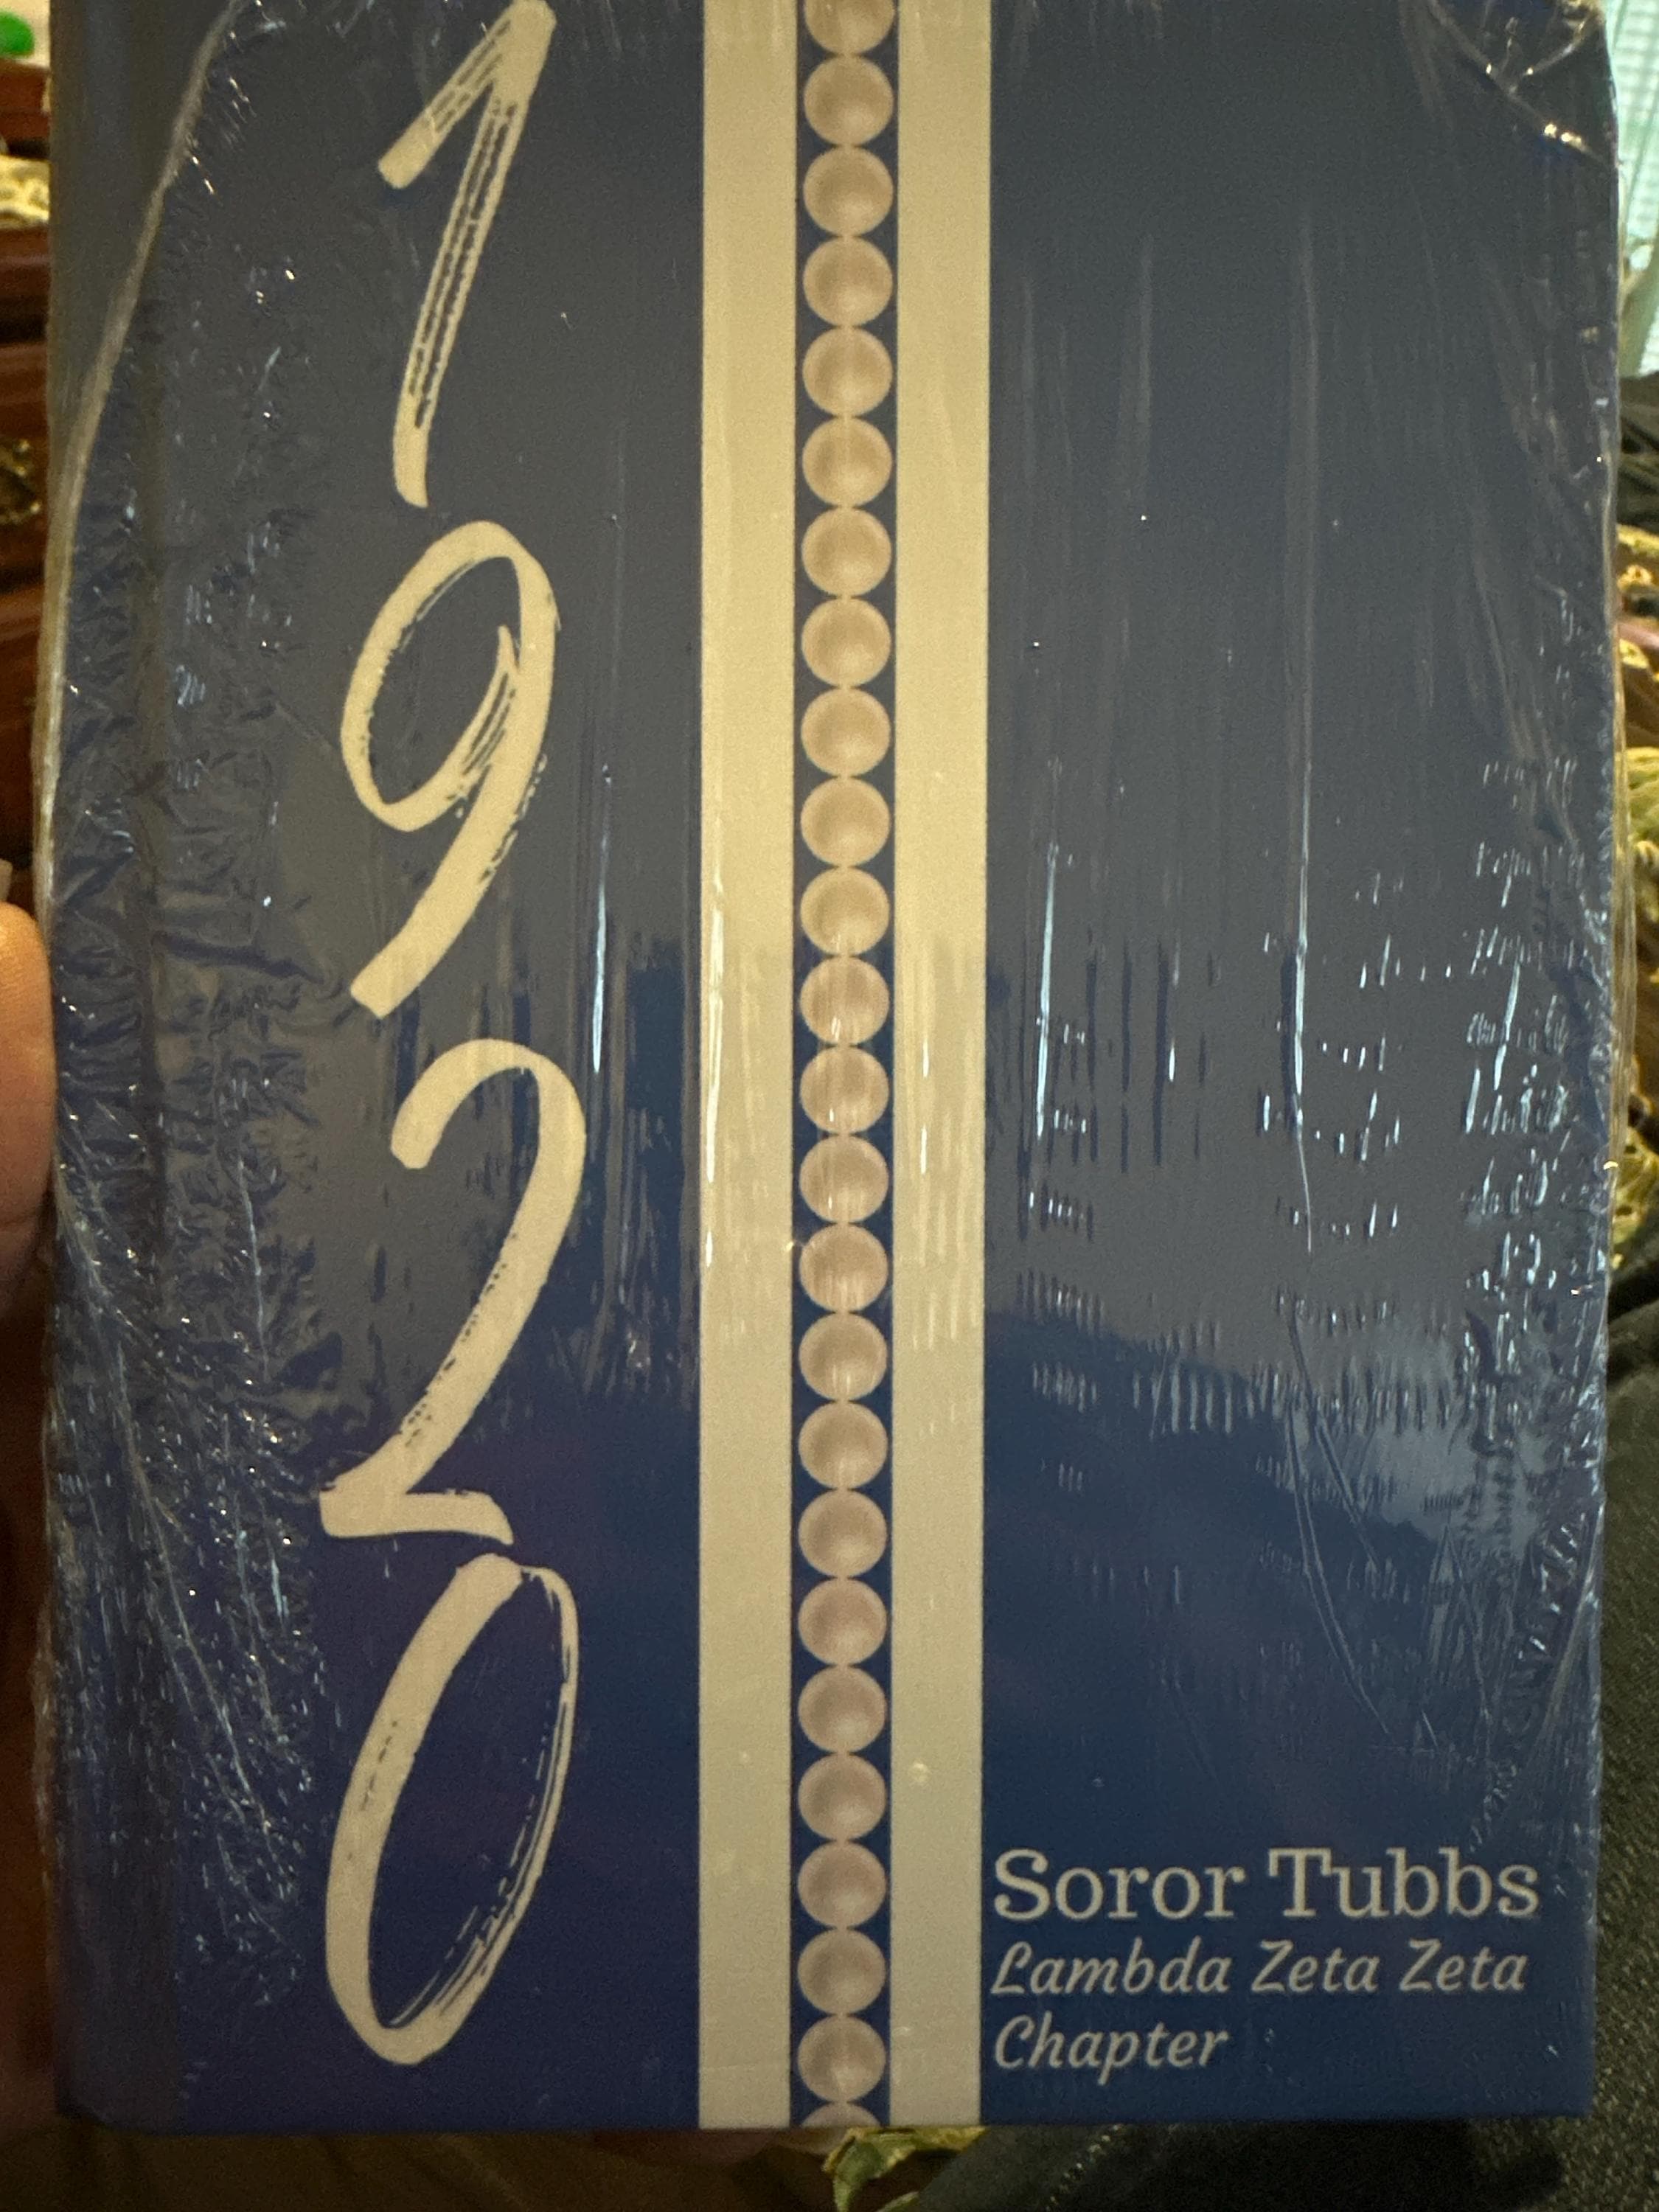 1920
Soror Tubbs
Lambda Zeta Zeta
Chapter